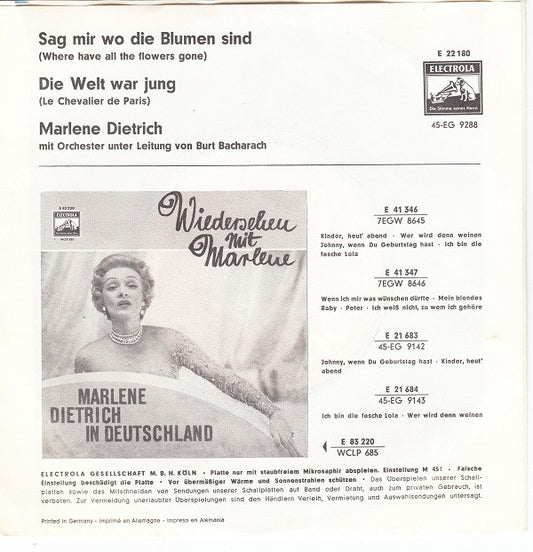 Sag mir wo die Blumen sind
(Where have all the flowers gone)
Die Welt war jung
(Le Chevalier de Paris)
Marlene Dietrich
mit Orchester unter Leitung von Burt Bacharach
E 22 180
ELECTROLA
Die Stimme seines Herrn
45-EG 9288
E 83 220
ELECTROLA
WCLP 685
Wiedersehen
mit
Marlene
MARLENE
DIETRICH
IN DEUTSCHLAND
E 41 346
7EGW 8645
Kinder, heut' abend · Wer wird denn weinen
Johnny, wenn Du Geburtstag hast · Ich bin die
fesche Lola
E 41 347
7EGW 8646
Wenn ich mir was wünschen dürfte · Mein blondes
Baby · Peter · Ich weiß nicht, zu wem ich gehöre
E 21 683
45-EG 9142
Johnny, wenn Du Geburtstag hast · Kinder, heut'
abend
E 21 684
45-EG 9143
Ich bin die fesche Lola · Wer wird denn weinen
E 83 220
WCLP 685
ELECTROLA GESELLSCHAFT M. B. H. KÖLN · Platte nur mit staubfreiem Mikrosaphir abspielen. Einstellung M 45! · Falsche
Einstellung beschädigt die Platte · Vor übermäßiger Wärme und Sonnenstrahlen schützen · Das Überspielen unserer Schall-
platten sowie das Mitschneiden von Sendungen unserer Schallplatten auf Band oder Draht, auch zum privaten Gebrauch, ist
verboten. Zur Vermeidung unerlaubter Überspielungen sind den Händlern Verleih, Vermietung und Auswahlsendungen untersagt.
Printed in Germany · Imprimé en Allemagne · Impreso en Alemania